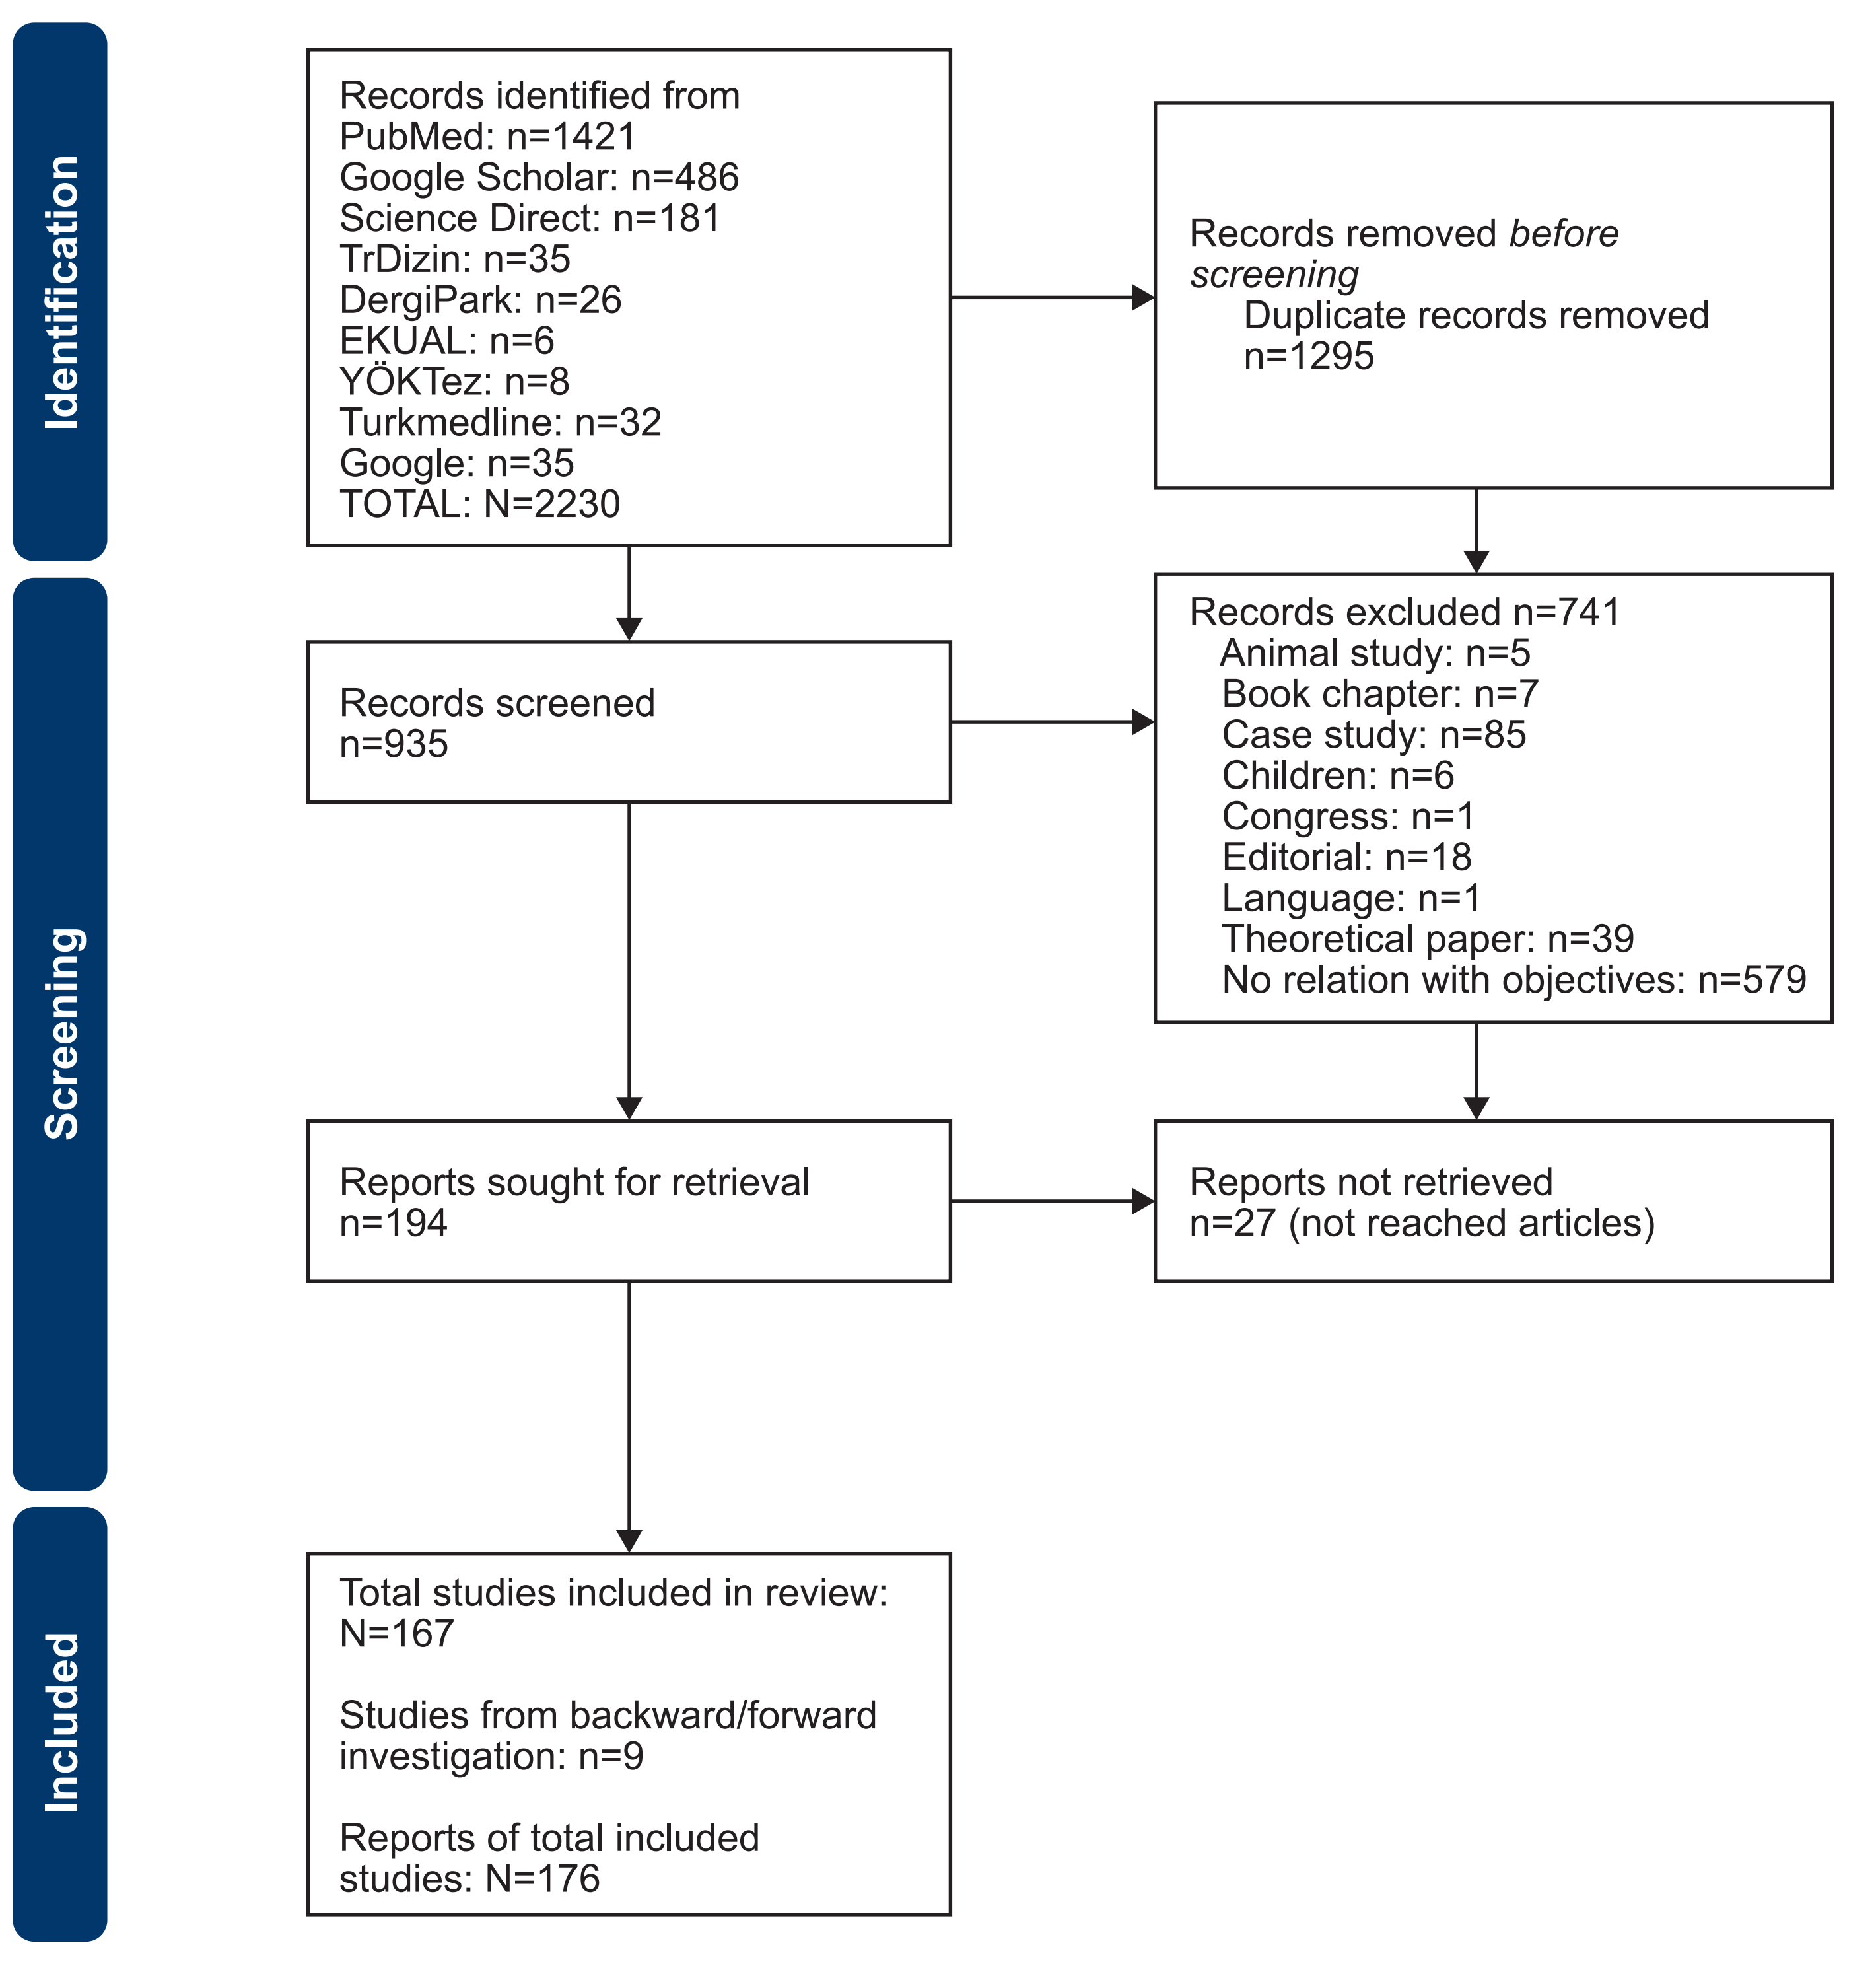 Identification
Records identified from
PubMed: n=1421
Google Scholar: n=486
Science Direct: n=181
TrDizin: n=35
DergiPark: n=26
EKUAL: n=6
YÖKTez: n=8
Turkmedline: n=32
Google: n=35
TOTAL: N=2230
Records removed before
screening
Duplicate records removed
n=1295
Screening
Records screened
n=935
Records excluded n=741
Animal study: n=5
Book chapter: n=7
Case study: n=85
Children: n=6
Congress: n=1
Editorial: n=18
Language: n=1
Theoretical paper: n=39
No relation with objectives: n=579
Reports sought for retrieval
n=194
Reports not retrieved
n=27 (not reached articles)
Included
Total studies included in review:
N=167
Studies from backward/forward
investigation: n=9
Reports of total included
studies: N=176